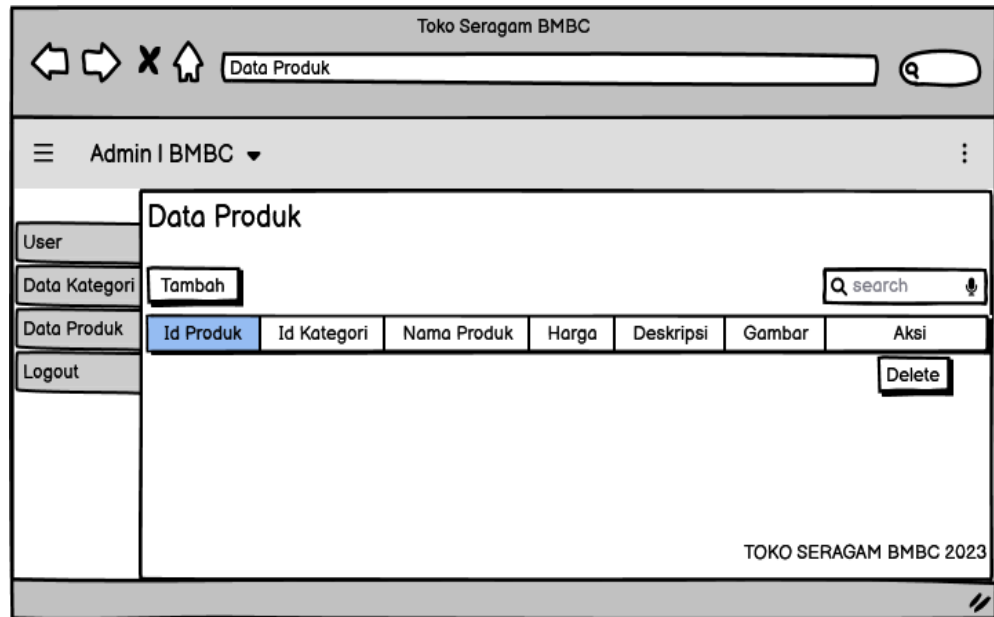 Toko Seragam BMBC
Data Produk
Admin | BMBC
Data Produk
User
Data Kategori
Data Produk
Logout
Tambah
search
Id Produk Id Kategori Nama Produk Harga Deskripsi Gambar Aksi
Delete
TOKO SERAGAM BMBC 2023